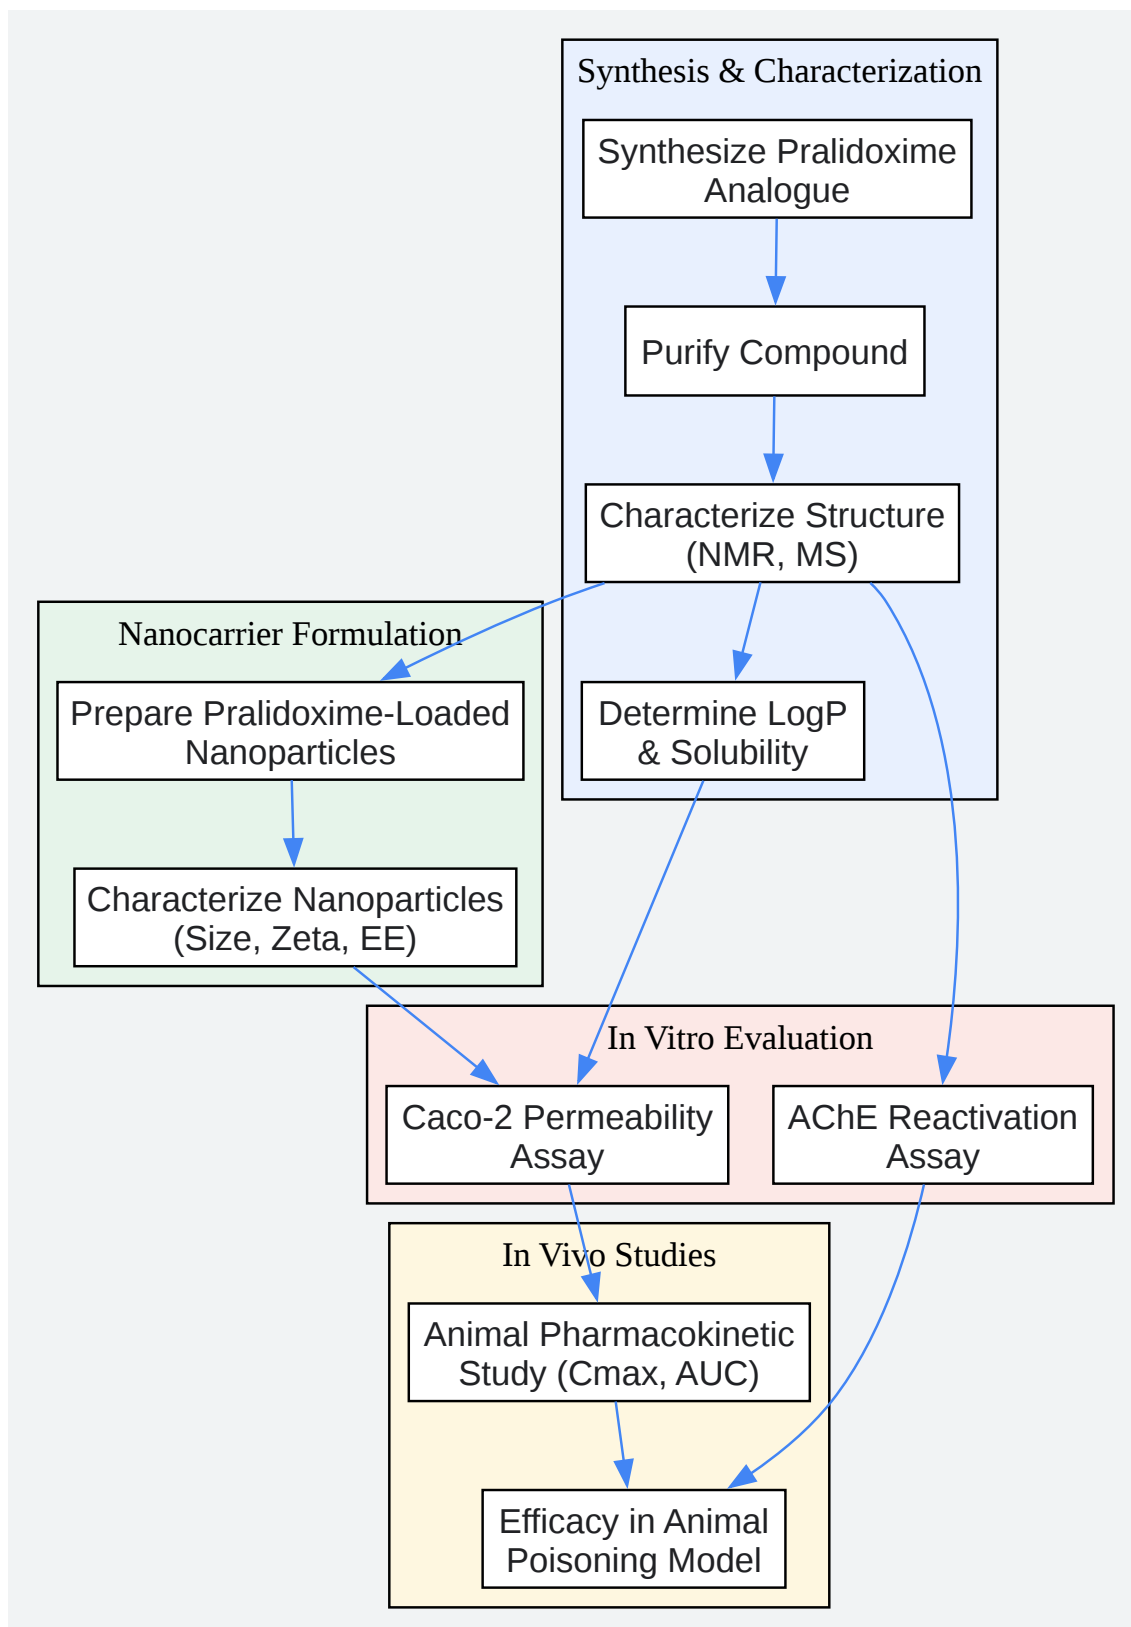 Synthesis & Characterization
Synthesize Pralidoxime
Analogue
Purify Compound
Characterize Structure
(NMR, MS)
Nanocarrier Formulation
Prepare Pralidoxime-Loaded
Nanoparticles
Determine LogP
& Solubility
Characterize Nanoparticles
(Size, Zeta, EE)
In Vitro Evaluation
Caco-2 Permeability
Assay
AChE Reactivation
Assay
In Vivo Studies
Animal Pharmacokinetic
Study (Cmax, AUC)
Efficacy in Animal
Poisoning Model